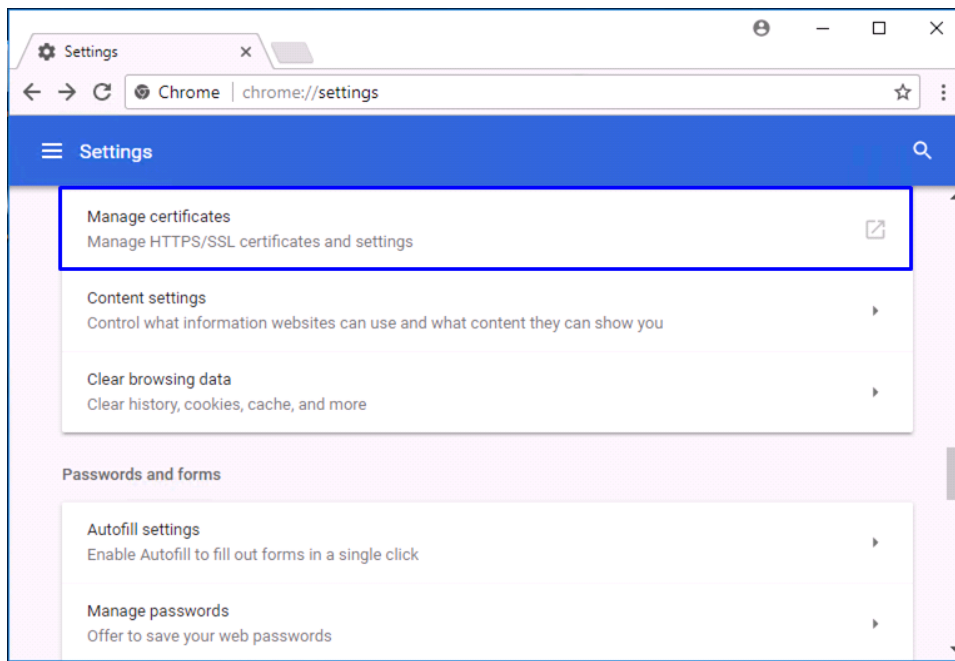 Settings
Chrome chrome://settings
Settings
Manage certificates
Manage HTTPS/SSL certificates and settings
Content settings
Control what information websites can use and what content they can show you
Clear browsing data
Clear history, cookies, cache, and more
Passwords and forms
Autofill settings
Enable Autofill to fill out forms in a single click
Manage passwords
Offer to save your web passwords